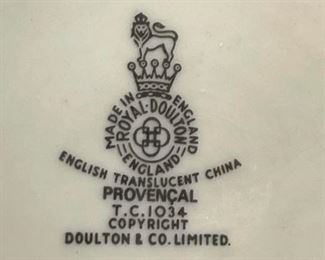 MADE IN ENGLAND
ROYAL·DOULTON
ENGLAND
ENGLISH TRANSLUCENT CHINA
PROVENÇAL
T.C.1034
COPYRIGHT
DOULTON & CO. LIMITED.